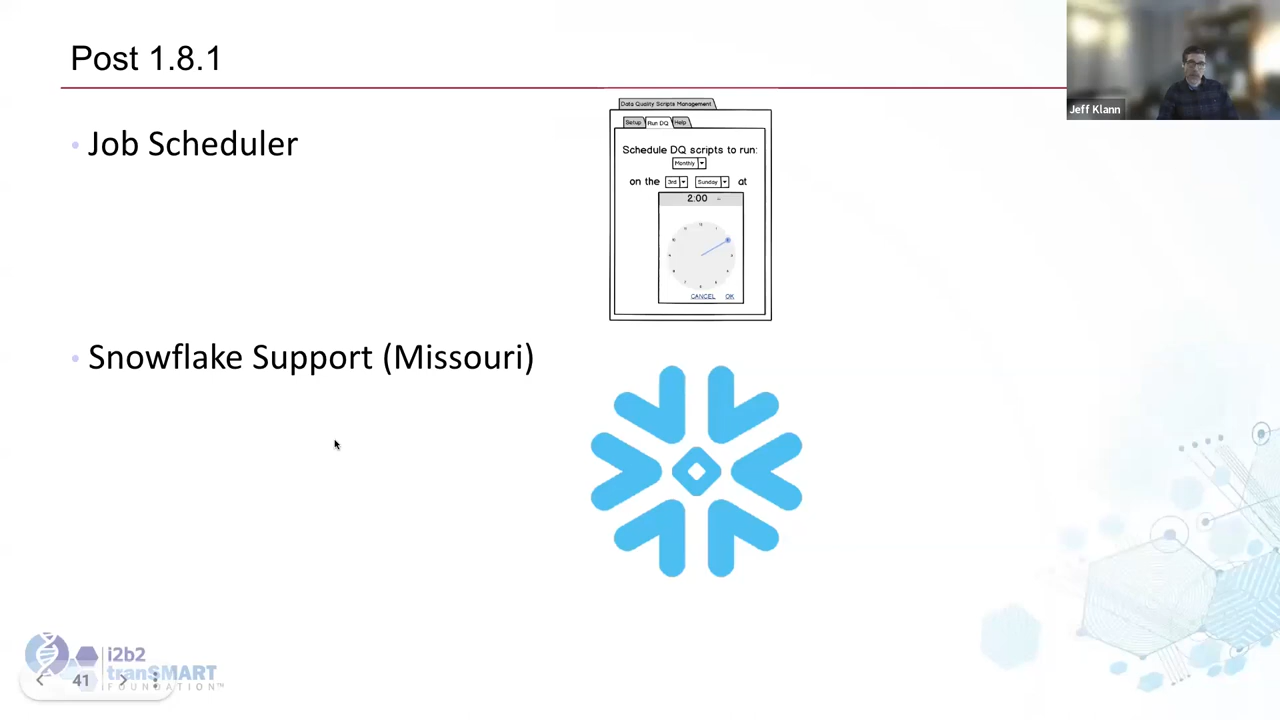 Post 1.8.1
Jeff Klann
• Job Scheduler
Data Quality Scripts Management
Setup Run DQ Help
Schedule DQ scripts to run:
Monthly
on the 3rd Sunday at
2:00
CANCEL OK
• Snowflake Support (Missouri)
i2b2
tranSMART
FOUNDATION™
41